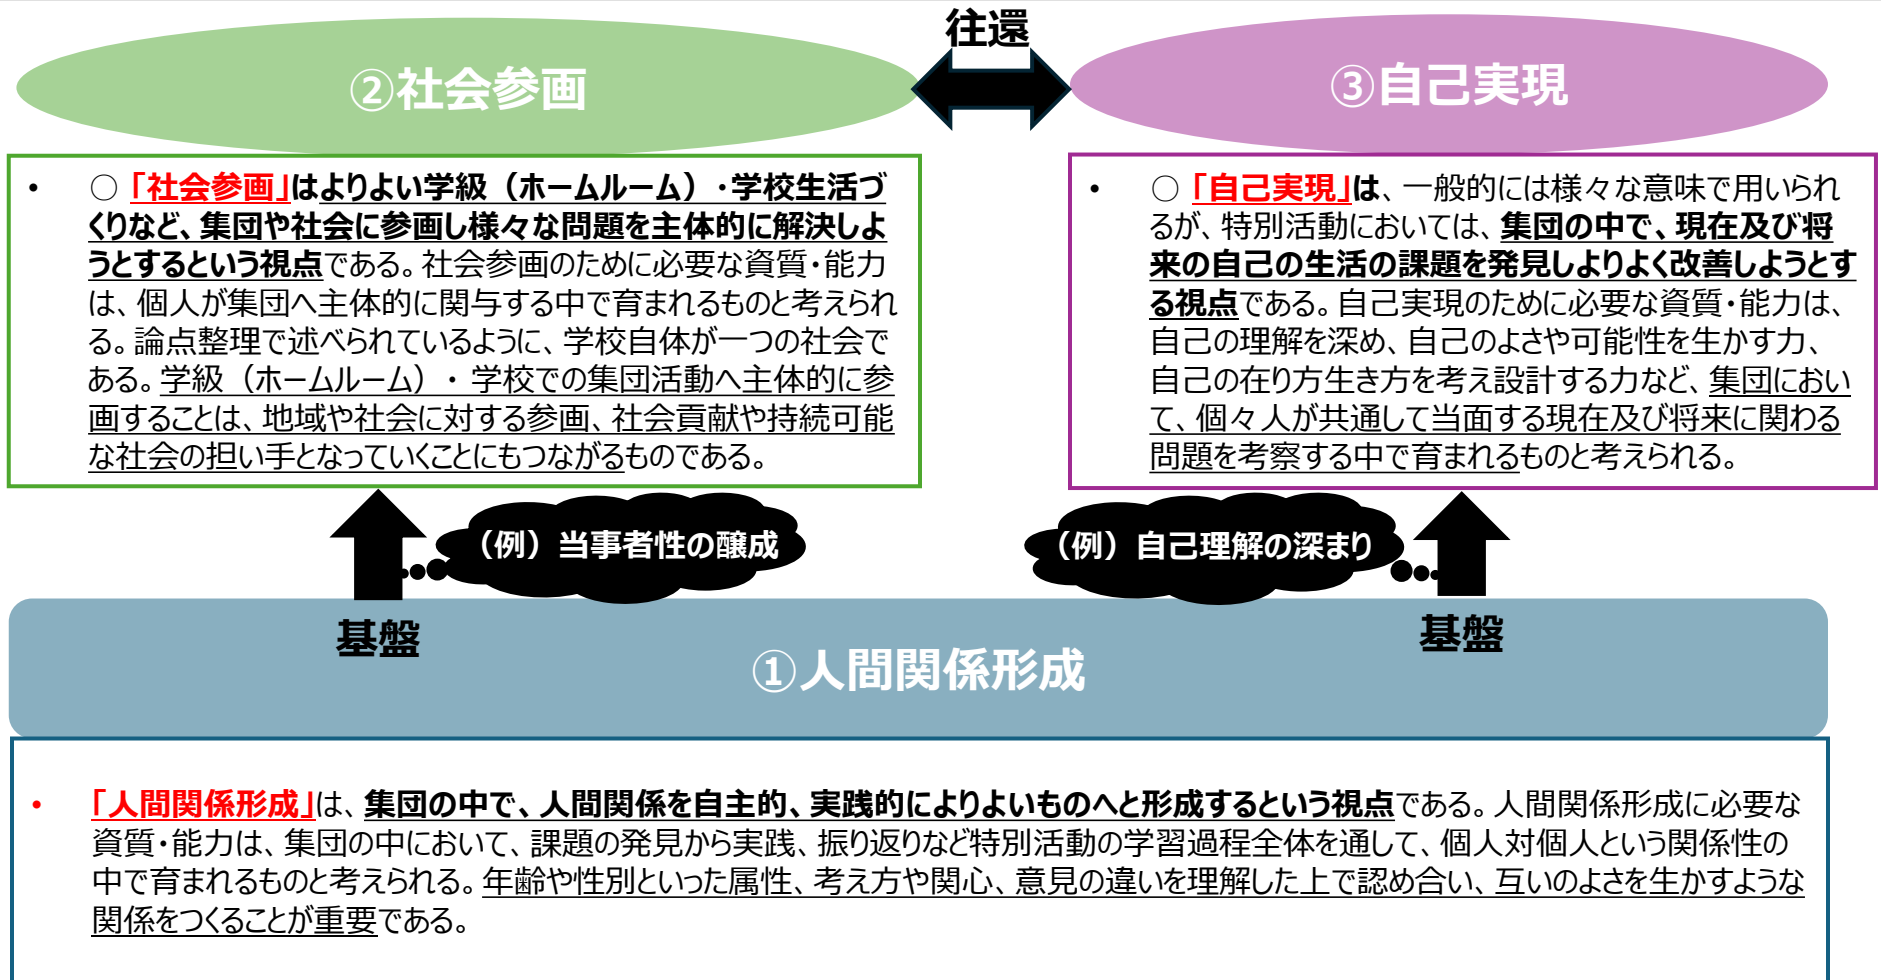 往還
②社会参画
③自己実現
• ○「社会参画」はよりよい学級（ホームルーム）・学校生活づ
くりなど、集団や社会に参画し様々な問題を主体的に解決しよ
うとするという視点である。社会参画のために必要な資質・能力
は、個人が集団へ主体的に関与する中で育まれるものと考えられ
る。論点整理で述べられているように、学校自体が一つの社会で
ある。学級（ホームルーム）・ 学校での集団活動へ主体的に参
画することは、地域や社会に対する参画、社会貢献や持続可能
な社会の担い手となっていくことにもつながるものである。
• ○「自己実現」は、一般的には様々な意味で用いられ
るが、特別活動においては、集団の中で、現在及び将
来の自己の生活の課題を発見しよりよく改善しようとす
る視点である。自己実現のために必要な資質・能力は、
自己の理解を深め、自己のよさや可能性を生かす力、
自己の在り方生き方を考え設計する力など、集団におい
て、個々人が共通して当面する現在及び将来に関わる
問題を考察する中で育まれるものと考えられる。
（例）当事者性の醸成
（例）自己理解の深まり
基盤
基盤
①人間関係形成
• 「人間関係形成」は、集団の中で、人間関係を自主的、実践的によりよいものへと形成するという視点である。人間関係形成に必要な
資質・能力は、集団の中において、課題の発見から実践、振り返りなど特別活動の学習過程全体を通して、個人対個人という関係性の
中で育まれるものと考えられる。年齢や性別といった属性、考え方や関心、意見の違いを理解した上で認め合い、互いのよさを生かすような
関係をつくることが重要である。